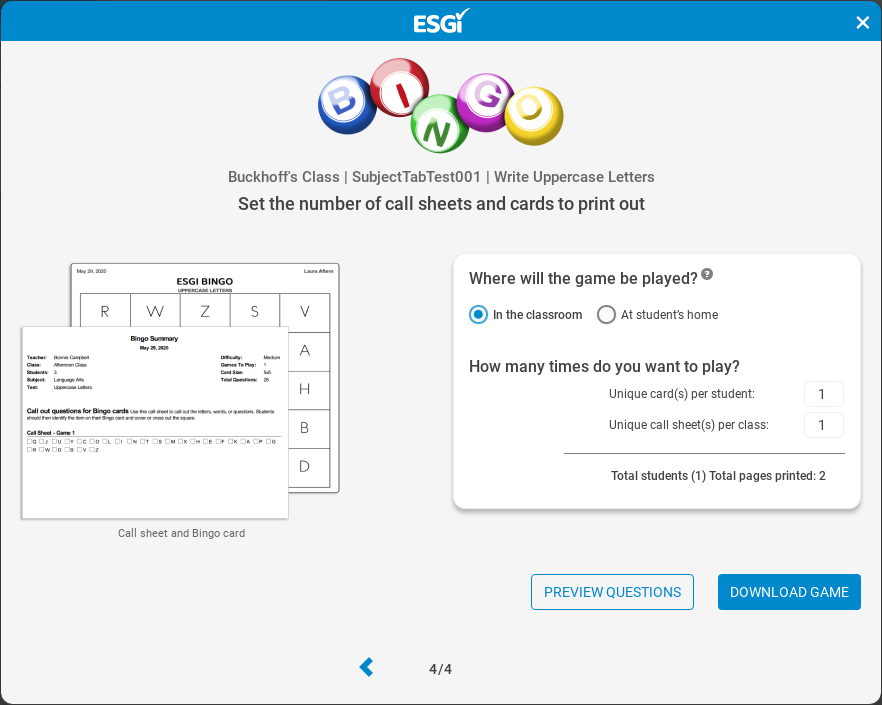 ESGi
B I N G O
Buckhoff's Class | SubjectTabTest001 | Write Uppercase Letters
Set the number of call sheets and cards to print out
May 29, 2020 Laura Aftern
ESGI BINGO
UPPERCASE LETTERS
R W Z S V
A
H
B
D
Bingo Summary
May 29, 2020
Teacher: Bonnie Campbell Difficulty: Medium
Class: Afternoon Class Games To Play: 1
Students: 3 Card Size: 5x5
Subject: Language Arts Total Questions: 25
Test: Uppercase Letters
Call out questions for Bingo cards Use this call sheet to call out the letters, words, or questions. Students
should then identify the item on their Bingo card and cover or cross out the square.
Call Sheet - Game 1
Q J U Y C O L I N T S M X H E F K A P G
R W D B V Z
Call sheet and Bingo card
Where will the game be played? ?
In the classroom At student's home
How many times do you want to play?
Unique card(s) per student: 1
Unique call sheet(s) per class: 1
Total students (1) Total pages printed: 2
PREVIEW QUESTIONS DOWNLOAD GAME
4/4